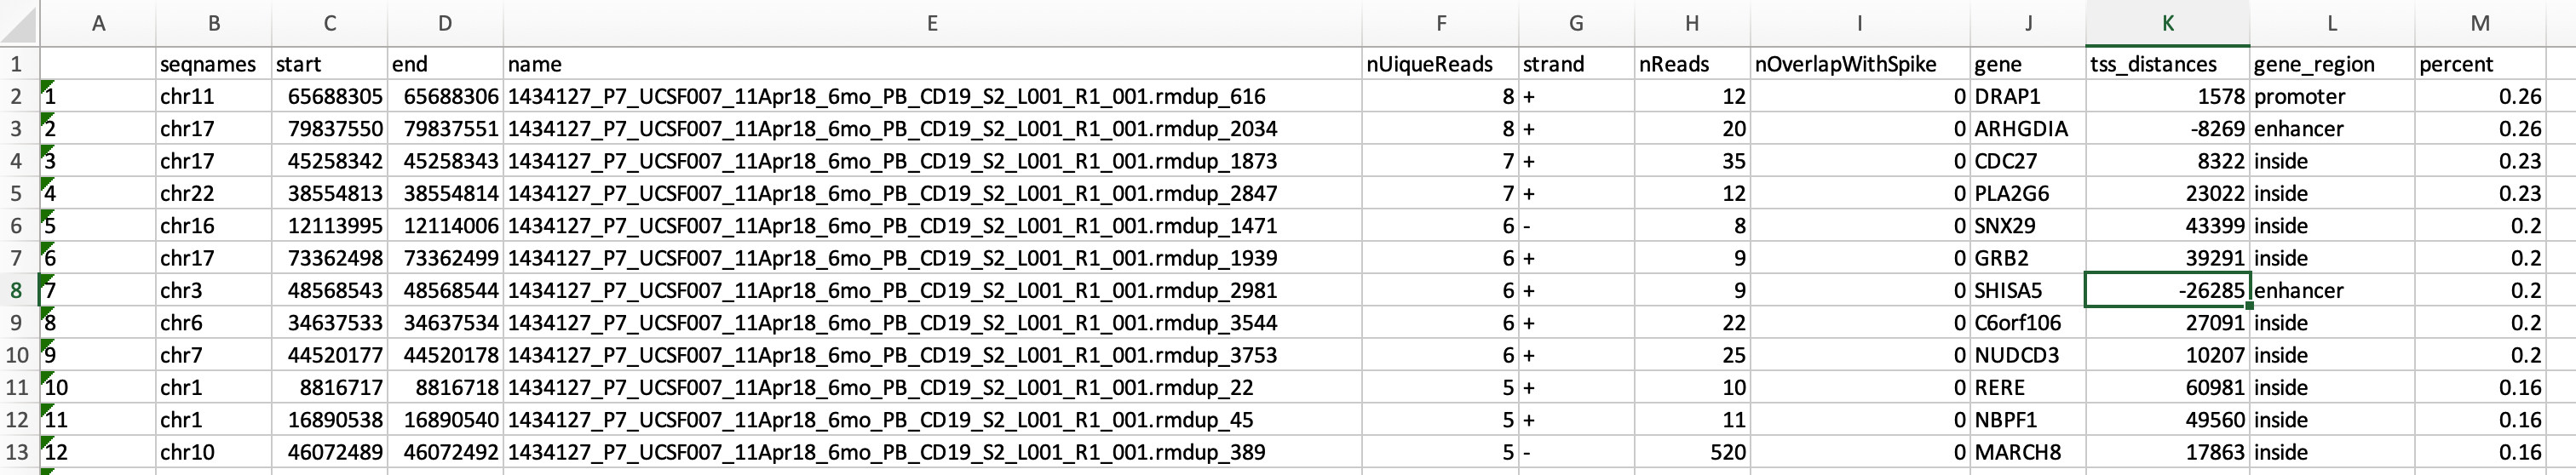 A B C D E F G H I J K L M
1 seqnames start end name nUiqueReads strand nReads nOverlapWithSpike gene tss_distances gene_region percent
2 1 chr11 65688305 65688306 1434127_P7_UCSF007_11Apr18_6mo_PB_CD19_S2_L001_R1_001.rmdup_616 8 + 12 0 DRAP1 1578 promoter 0.26
3 2 chr17 79837550 79837551 1434127_P7_UCSF007_11Apr18_6mo_PB_CD19_S2_L001_R1_001.rmdup_2034 8 + 20 0 ARHGDIA -8269 enhancer 0.26
4 3 chr17 45258342 45258343 1434127_P7_UCSF007_11Apr18_6mo_PB_CD19_S2_L001_R1_001.rmdup_1873 7 + 35 0 CDC27 8322 inside 0.23
5 4 chr22 38554813 38554814 1434127_P7_UCSF007_11Apr18_6mo_PB_CD19_S2_L001_R1_001.rmdup_2847 7 + 12 0 PLA2G6 23022 inside 0.23
6 5 chr16 12113995 12114006 1434127_P7_UCSF007_11Apr18_6mo_PB_CD19_S2_L001_R1_001.rmdup_1471 6 - 8 0 SNX29 43399 inside 0.2
7 6 chr17 73362498 73362499 1434127_P7_UCSF007_11Apr18_6mo_PB_CD19_S2_L001_R1_001.rmdup_1939 6 + 9 0 GRB2 39291 inside 0.2
8 7 chr3 48568543 48568544 1434127_P7_UCSF007_11Apr18_6mo_PB_CD19_S2_L001_R1_001.rmdup_2981 6 + 9 0 SHISA5 -26285 enhancer 0.2
9 8 chr6 34637533 34637534 1434127_P7_UCSF007_11Apr18_6mo_PB_CD19_S2_L001_R1_001.rmdup_3544 6 + 22 0 C6orf106 27091 inside 0.2
10 9 chr7 44520177 44520178 1434127_P7_UCSF007_11Apr18_6mo_PB_CD19_S2_L001_R1_001.rmdup_3753 6 + 25 0 NUDCD3 10207 inside 0.2
11 10 chr1 8816717 8816718 1434127_P7_UCSF007_11Apr18_6mo_PB_CD19_S2_L001_R1_001.rmdup_22 5 + 10 0 RERE 60981 inside 0.16
12 11 chr1 16890538 16890540 1434127_P7_UCSF007_11Apr18_6mo_PB_CD19_S2_L001_R1_001.rmdup_45 5 + 11 0 NBPF1 49560 inside 0.16
13 12 chr10 46072489 46072492 1434127_P7_UCSF007_11Apr18_6mo_PB_CD19_S2_L001_R1_001.rmdup_389 5 - 520 0 MARCH8 17863 inside 0.16